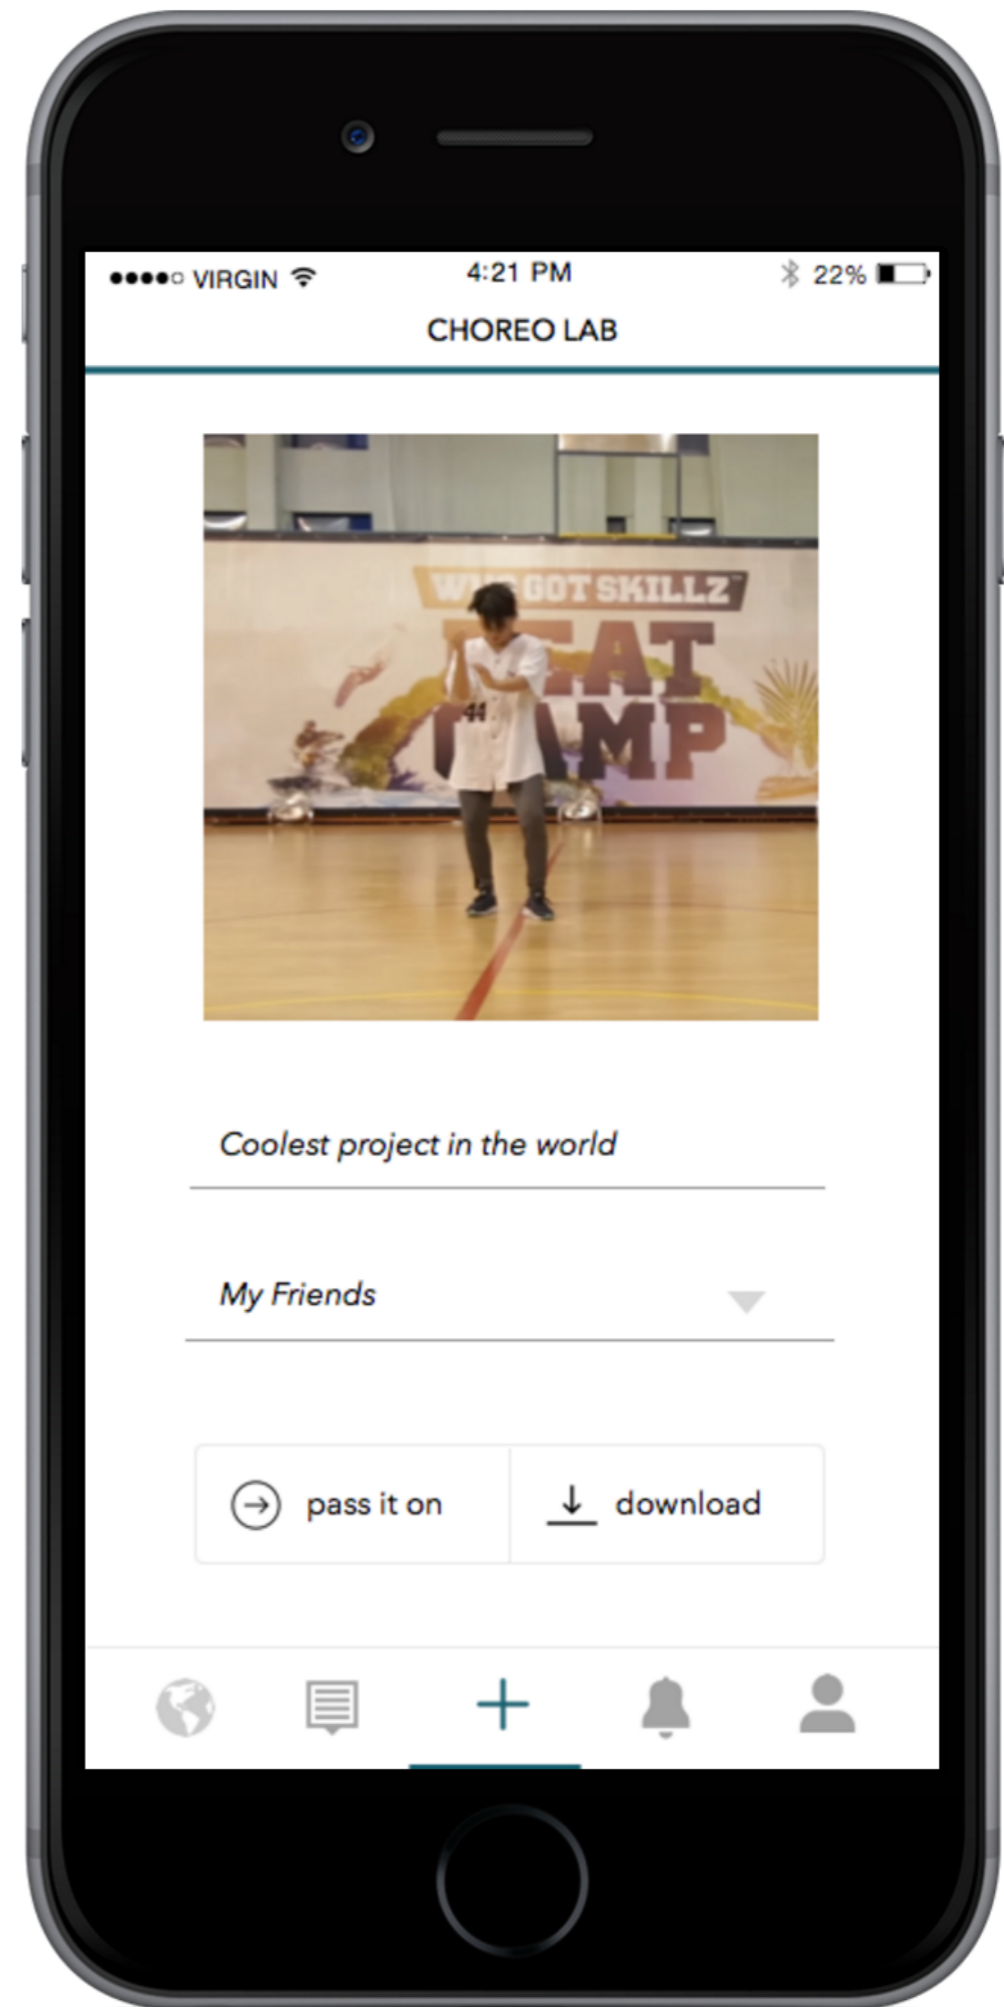 VIRGIN 4:21 PM 22%
CHOREO LAB
GOT SKILLZ
44
Coolest project in the world
My Friends
pass it on
download